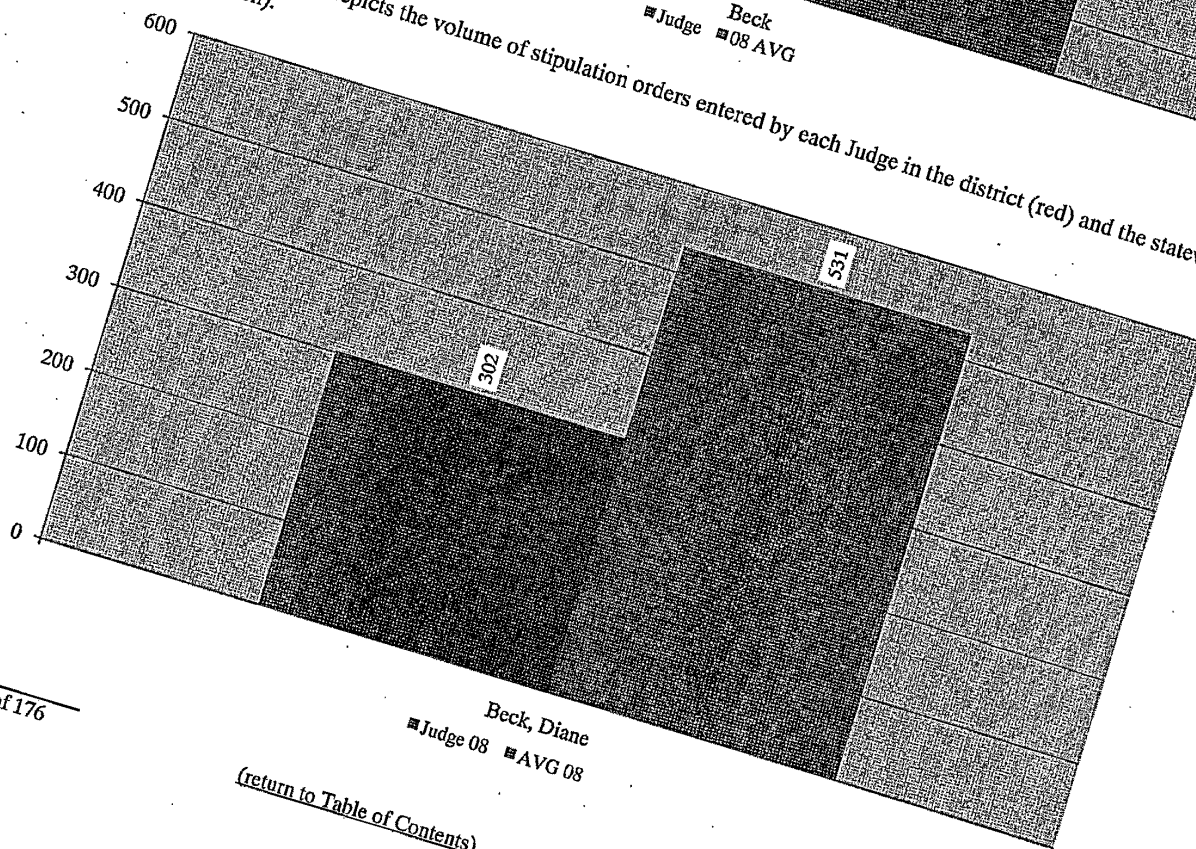 Beck
Judge 08 AVG
depicts the volume of stipulation orders entered by each Judge in the district (red) and the
600
500
400
300
200
100
0
302
531
Beck, Diane
Judge 08 AVG 08
of 176
(return to Table of Contents)